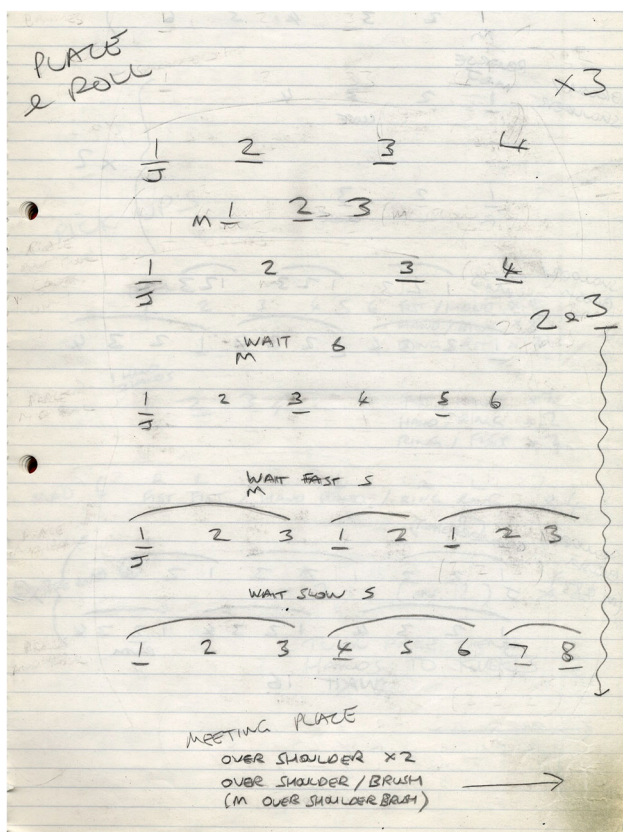 PLACE
& ROLL
×3
1 2 3 4
J
M 1 2 3
1 2 3 4
J
2 & 3
WAIT 6
M
1 2 3 4 5 6
J
WAIT FAST 5
M
1 2 3 1 2 1 2 3
J
WAIT SLOW 5
1 2 3 4 5 6 7 8
MEETING PLACE
OVER SHOULDER ×2
OVER SHOULDER / BRUSH
(M OVER SHOULDER BRUSH)